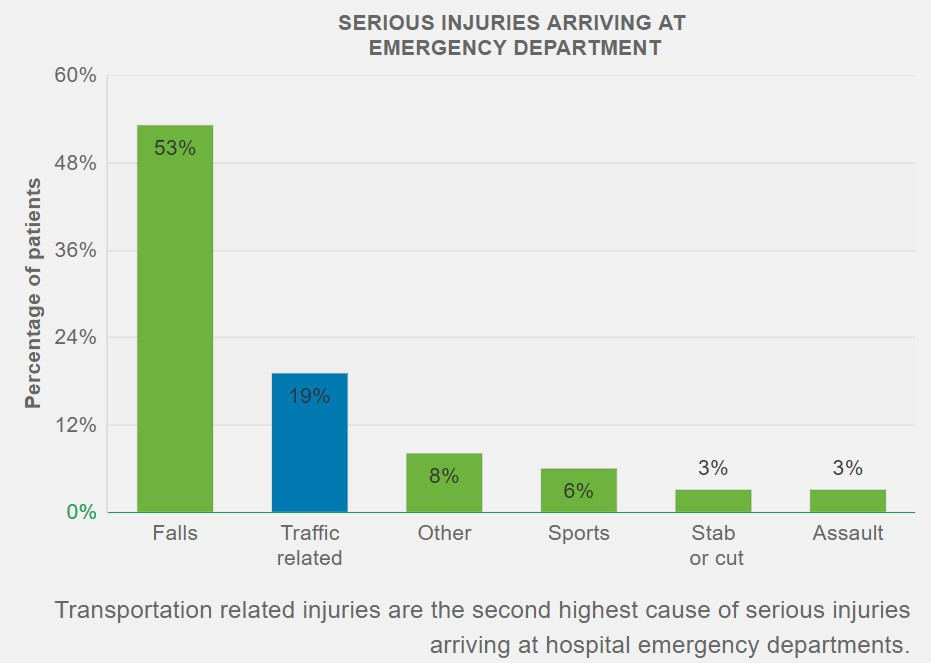 SERIOUS INJURIES ARRIVING AT
EMERGENCY DEPARTMENT
Percentage of patients
60%
48%
36%
24%
12%
0%
53%
19%
8%
6%
3%
3%
Falls
Traffic
related
Other
Sports
Stab
or cut
Assault
Transportation related injuries are the second highest cause of serious injuries
arriving at hospital emergency departments.